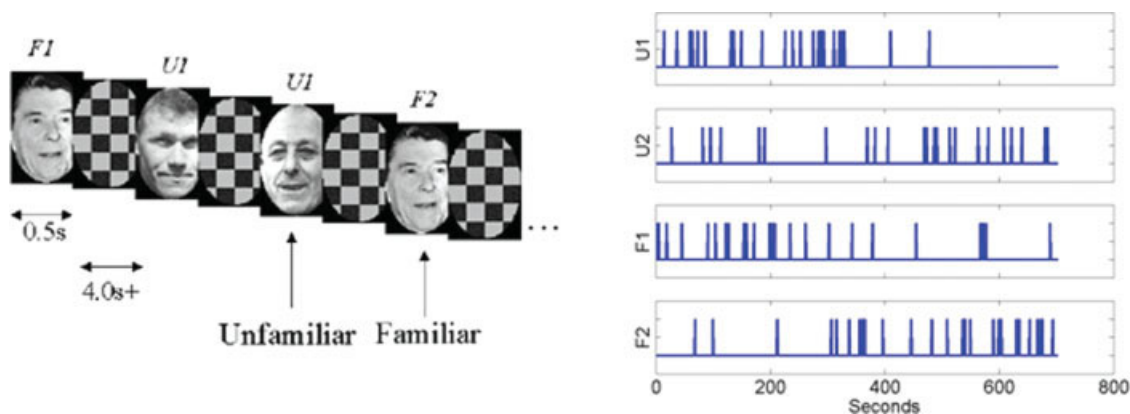 F1
U1
U1
F2
0.5s
4.0s+
...
Unfamiliar Familiar
U1
U2
F1
F2
0 200 400 600 800
Seconds